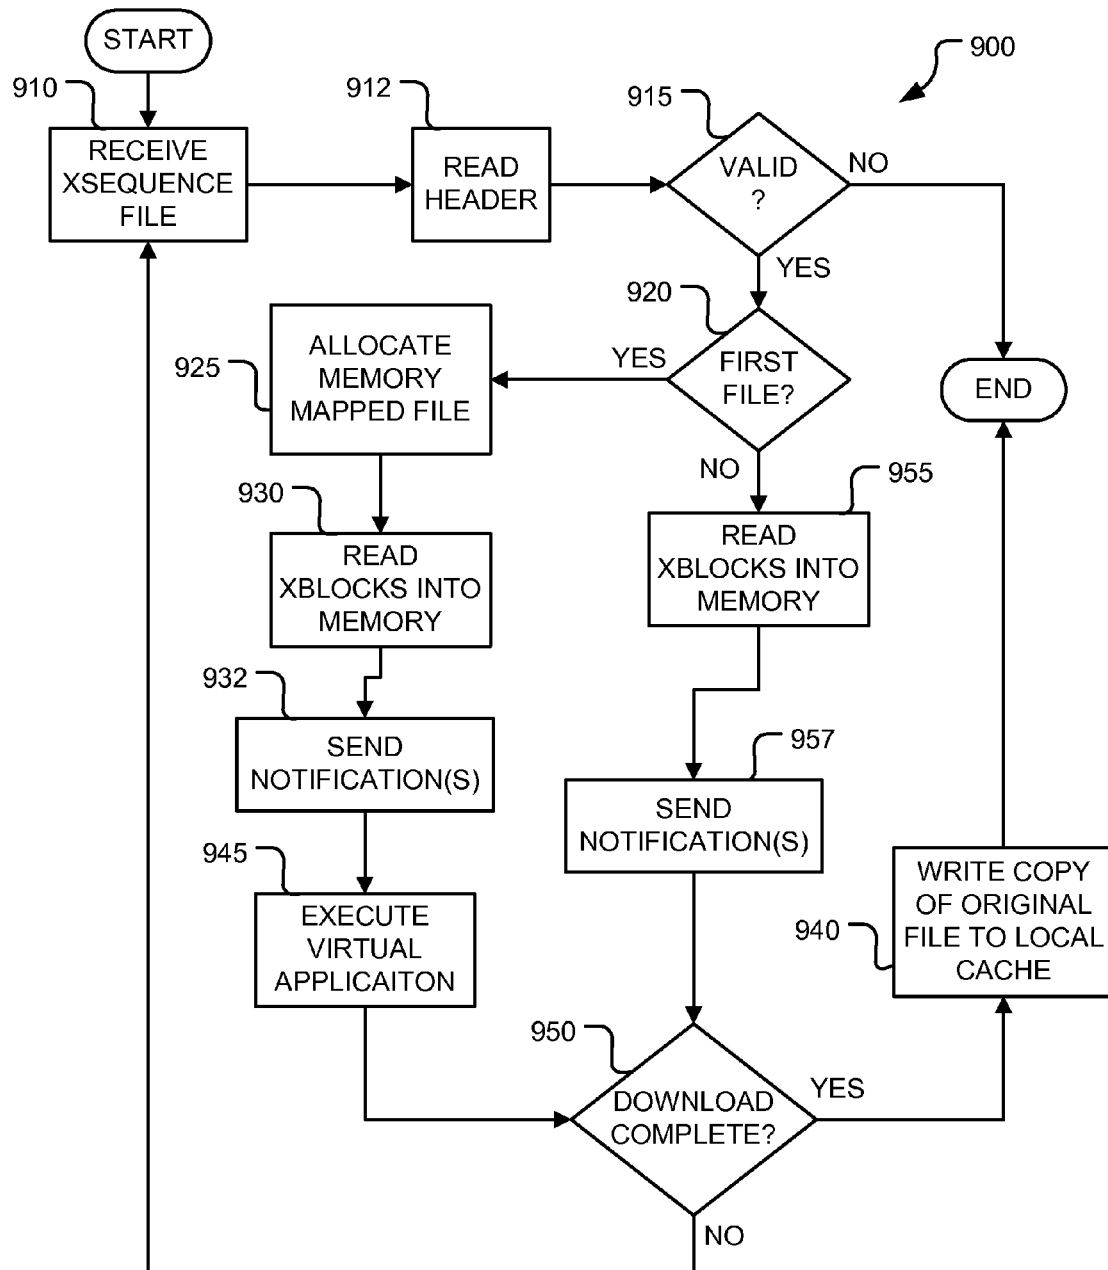 START
900
910
912
915
RECEIVE
XSEQUENCE
FILE
READ
HEADER
VALID
?
NO
YES
920
925
ALLOCATE
MEMORY
MAPPED FILE
YES
FIRST
FILE?
END
NO
930
955
READ
XBLOCKS INTO
MEMORY
READ
XBLOCKS INTO
MEMORY
932
957
SEND
NOTIFICATION(S)
SEND
NOTIFICATION(S)
945
EXECUTE
VIRTUAL
APPLICAITON
940
WRITE COPY
OF ORIGINAL
FILE TO LOCAL
CACHE
950
DOWNLOAD
COMPLETE?
YES
NO